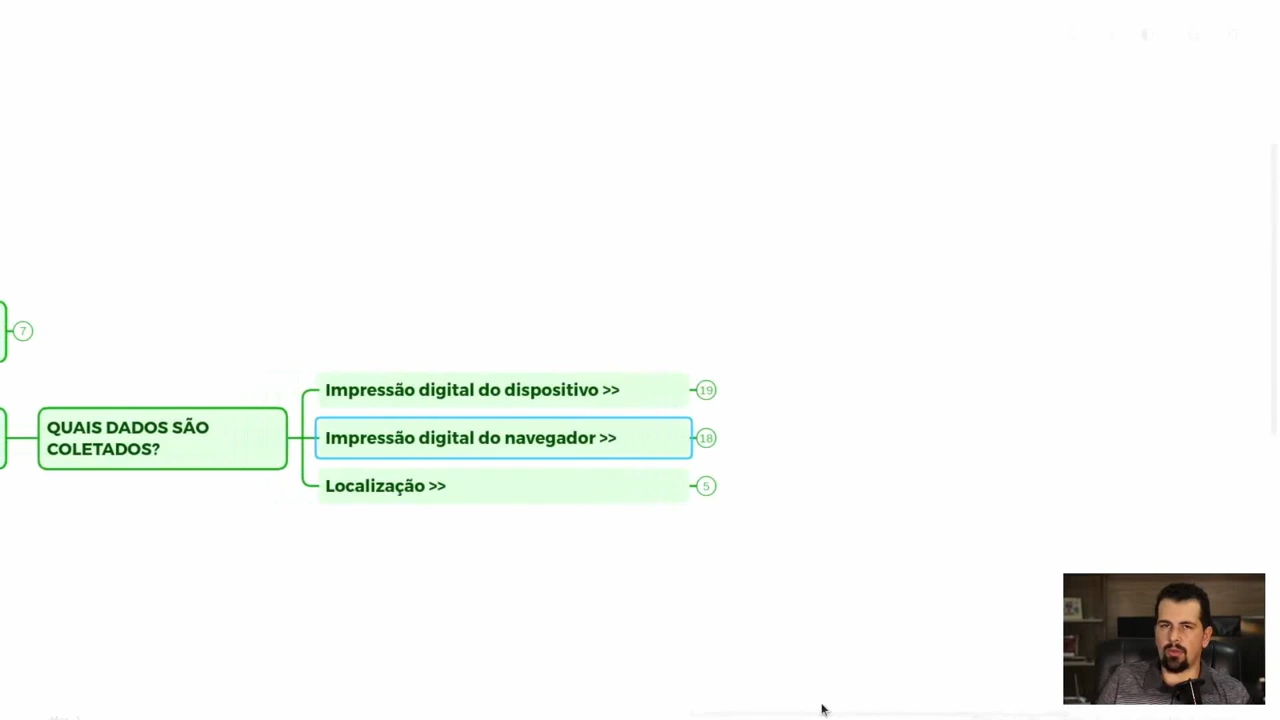 7
QUAIS DADOS SÃO
COLETADOS?
Impressão digital do dispositivo >>
19
Impressão digital do navegador >>
18
Localização >>
5